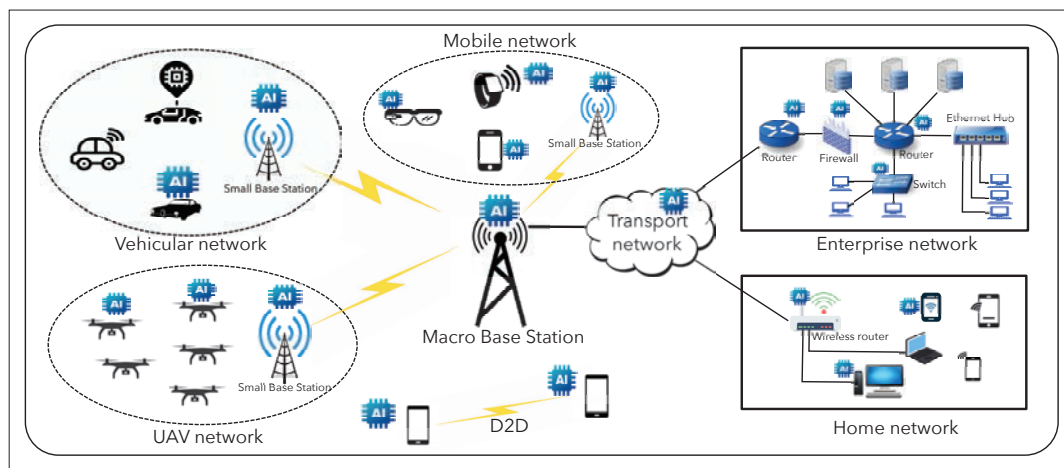 Mobile network
AI
AI
AI
AI
AI
Small Base Station
AI
AI
Small Base Station
Vehicular network
AI
Macro Base Station
AI
Transport
network
AI
AI
AI
AI
Router
Firewall
Router
Ethernet Hub
Switch
Enterprise network
AI
AI
AI
Small Base Station
UAV network
AI
AI
D2D
AI
AI
AI
Wireless router
Home network